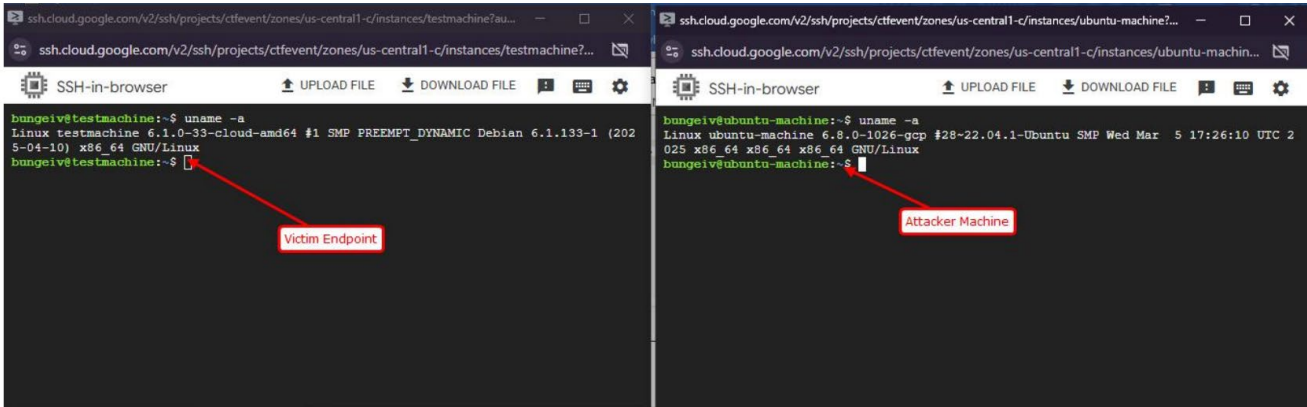 ssh.cloud.google.com/v2/ssh/projects/ctfevent/zones/us-central1-c/instances/testmachine?au...
ssh.cloud.google.com/v2/ssh/projects/ctfevent/zones/us-central1-c/instances/testmachine?...
SSH-in-browser
UPLOAD FILE
DOWNLOAD FILE
bungeiv@testmachine:~$ uname -a
Linux testmachine 6.1.0-33-cloud-amd64 #1 SMP PREEMPT_DYNAMIC Debian 6.1.133-1 (202
5-04-10) x86_64 GNU/Linux
bungeiv@testmachine:~$
Victim Endpoint
ssh.cloud.google.com/v2/ssh/projects/ctfevent/zones/us-central1-c/instances/ubuntu-machine?...
ssh.cloud.google.com/v2/ssh/projects/ctfevent/zones/us-central1-c/instances/ubuntu-machin...
SSH-in-browser
UPLOAD FILE
DOWNLOAD FILE
bungeiv@ubuntu-machine:~$ uname -a
Linux ubuntu-machine 6.8.0-1026-gcp #28~22.04.1-Ubuntu SMP Wed Mar  5 17:26:10 UTC 2
025 x86_64 x86_64 x86_64 GNU/Linux
bungeiv@ubuntu-machine:~$
Attacker Machine